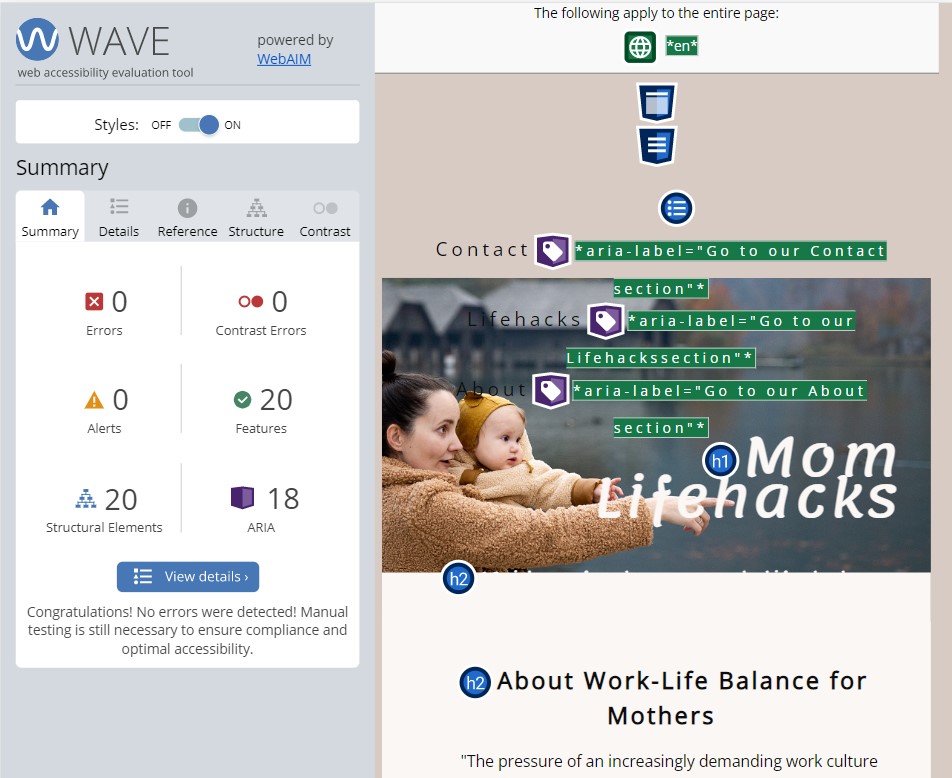 WAVE
web accessibility evaluation tool
powered by
WebAIM
Styles: OFF ON
Summary
Summary Details Reference Structure Contrast
0 0
Errors Contrast Errors
0 20
Alerts Features
20 18
Structural Elements ARIA
View details ›
Congratulations! No errors were detected! Manual
testing is still necessary to ensure compliance and
optimal accessibility.
The following apply to the entire page:
*en*
Contact *aria-label="Go to our Contact
section"*
Lifehacks *aria-label="Go to our
Lifehackssection"*
About *aria-label="Go to our About
section"*
h1 Mom
Lifehacks
h2
h2 About Work-Life Balance for
Mothers
"The pressure of an increasingly demanding work culture